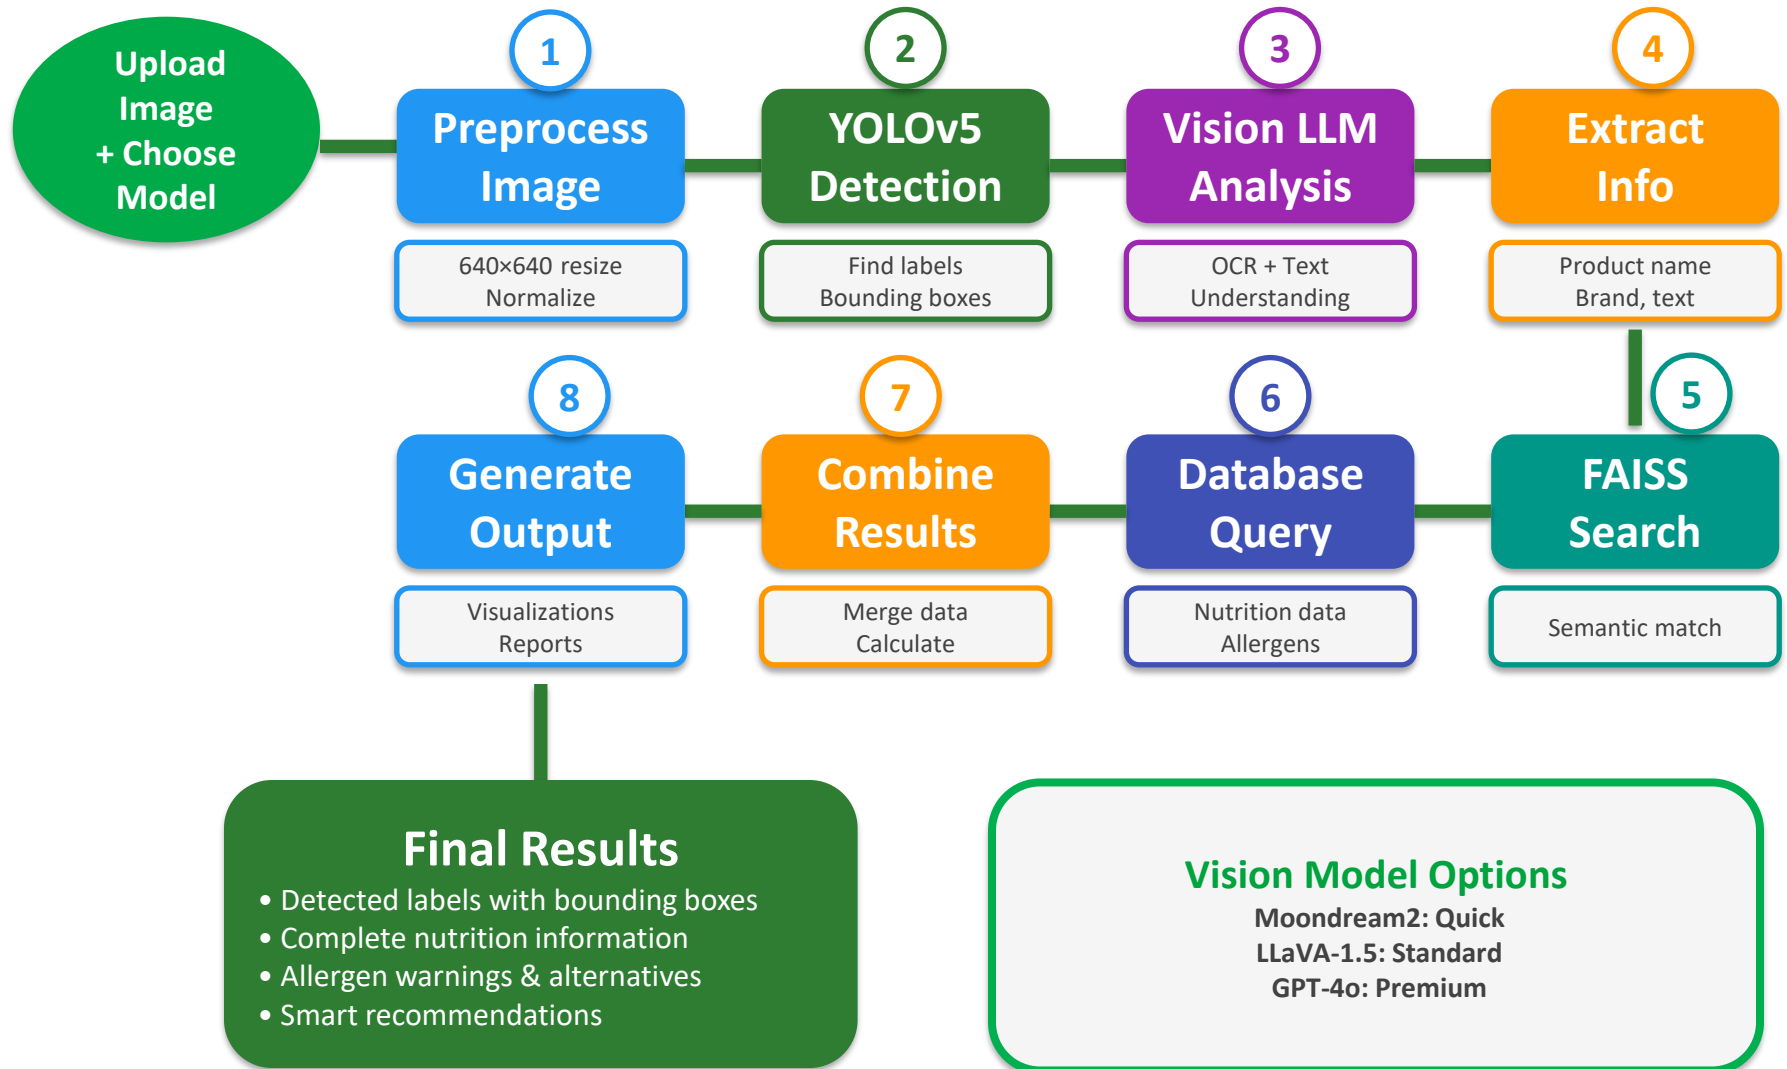 Upload
Image
+ Choose
Model
1
Preprocess
Image
640×640 resize
Normalize
2
YOLOv5
Detection
Find labels
Bounding boxes
3
Vision LLM
Analysis
OCR + Text
Understanding
4
Extract
Info
Product name
Brand, text
5
FAISS
Search
Semantic match
6
Database
Query
Nutrition data
Allergens
7
Combine
Results
Merge data
Calculate
8
Generate
Output
Visualizations
Reports
Final Results
• Detected labels with bounding boxes
• Complete nutrition information
• Allergen warnings & alternatives
• Smart recommendations
Vision Model Options
Moondream2: Quick
LLaVA-1.5: Standard
GPT-4o: Premium